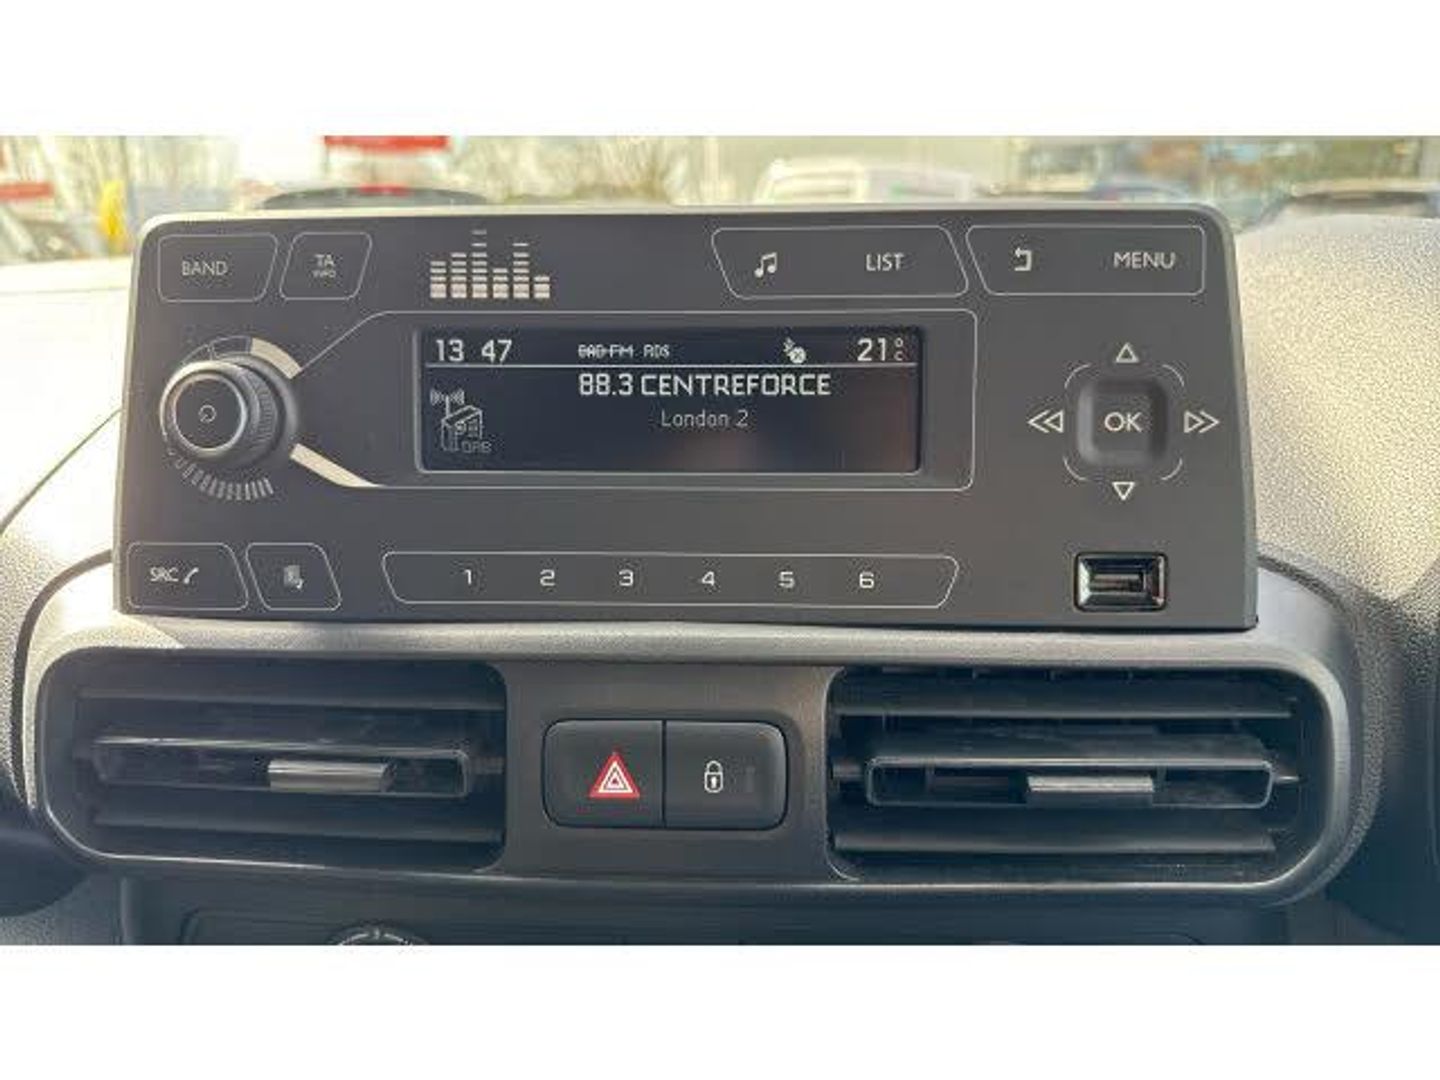 BAND
TA
INFO
LIST
MENU
13 47
DAB-FM RDS
21°C
88.3 CENTREFORCE
London 2
DAB
OK
SRC
1 2 3 4 5 6